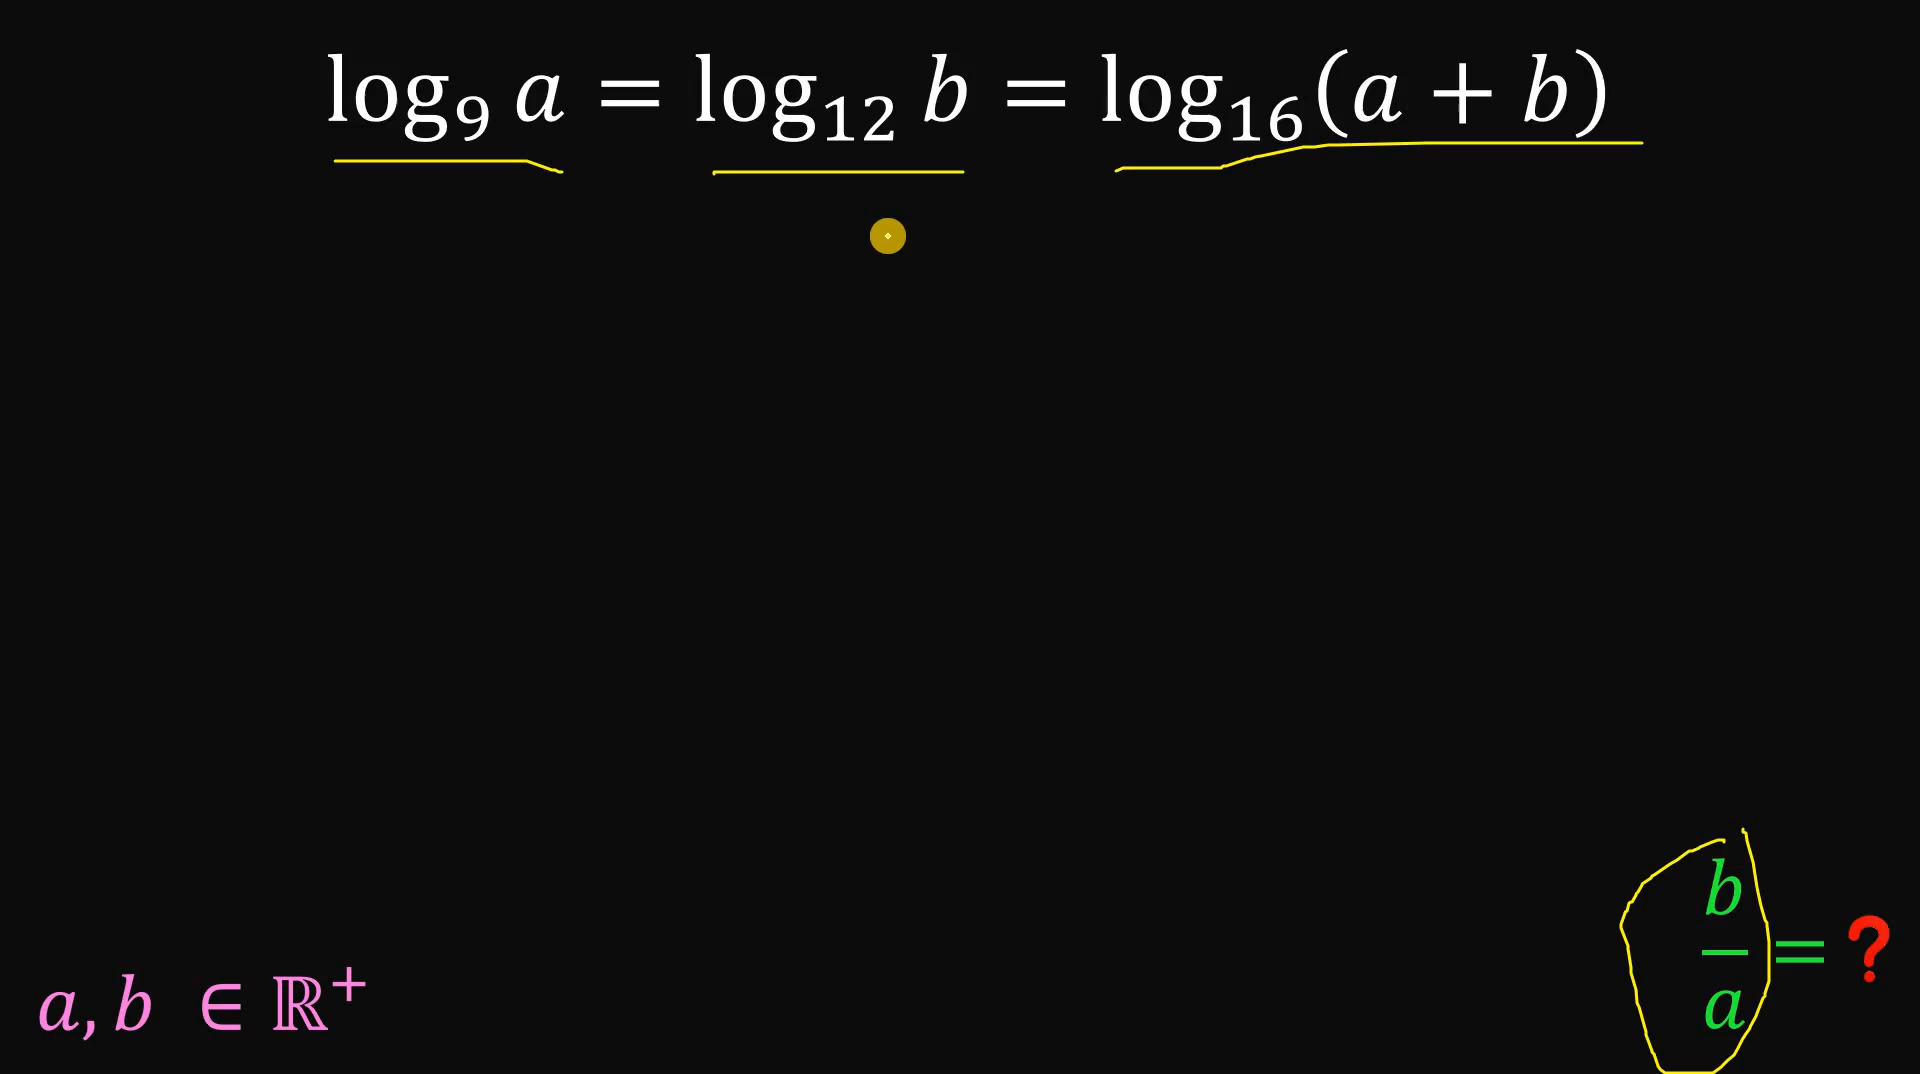 log₉ a = log₁₂ b = log₁₆(a + b)
b/a = ❓
a, b ∈ ℝ⁺